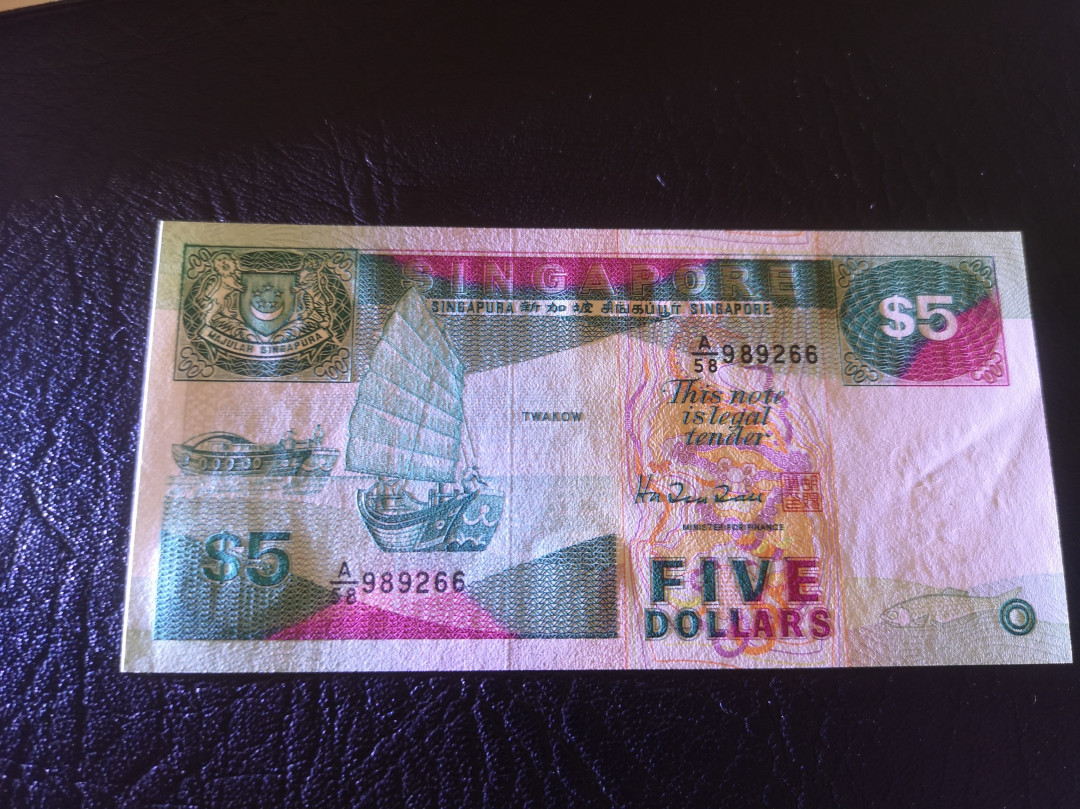 SINGAPORE
SINGAPURA 新加坡 சிங்கப்பூர் SINGAPORE
MAJULAH SINGAPURA
$5
A/58 989266
This note
is legal
tender
TWAKOW
MINISTER FOR FINANCE
$5
A/58 989266
FIVE
DOLLARS